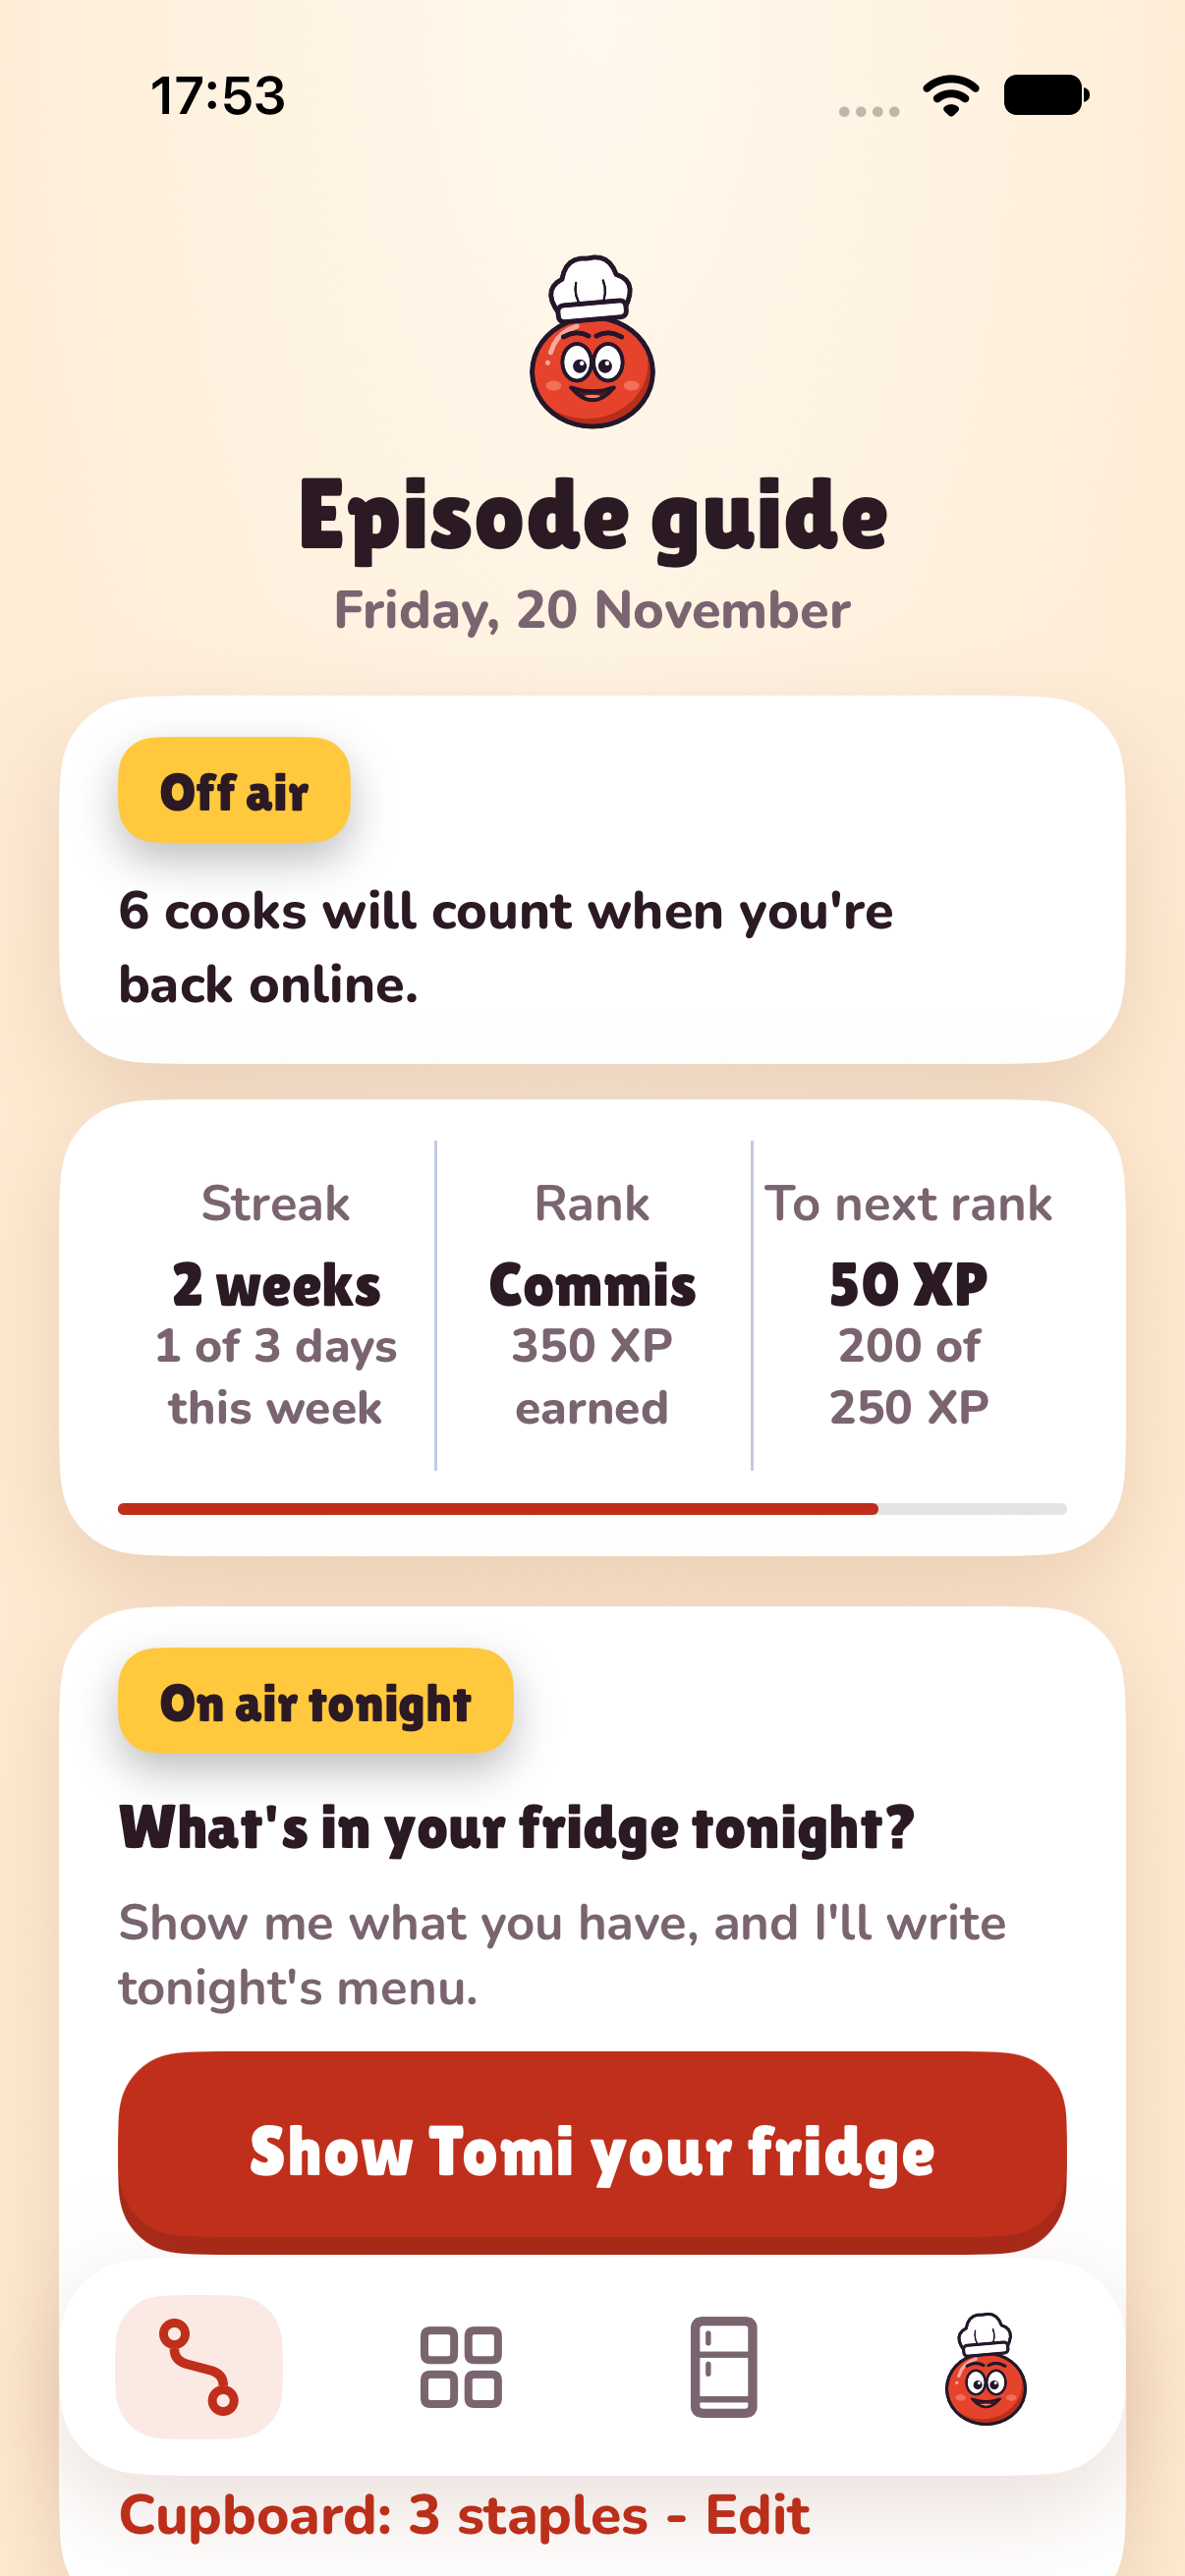 17:53
Episode guide
Friday, 20 November
Off air
6 cooks will count when you're
back online.
Streak
2 weeks
1 of 3 days
this week
Rank
Commis
350 XP
earned
To next rank
50 XP
200 of
250 XP
On air tonight
What's in your fridge tonight?
Show me what you have, and I'll write
tonight's menu.
Show Tomi your fridge
Cupboard: 3 staples - Edit